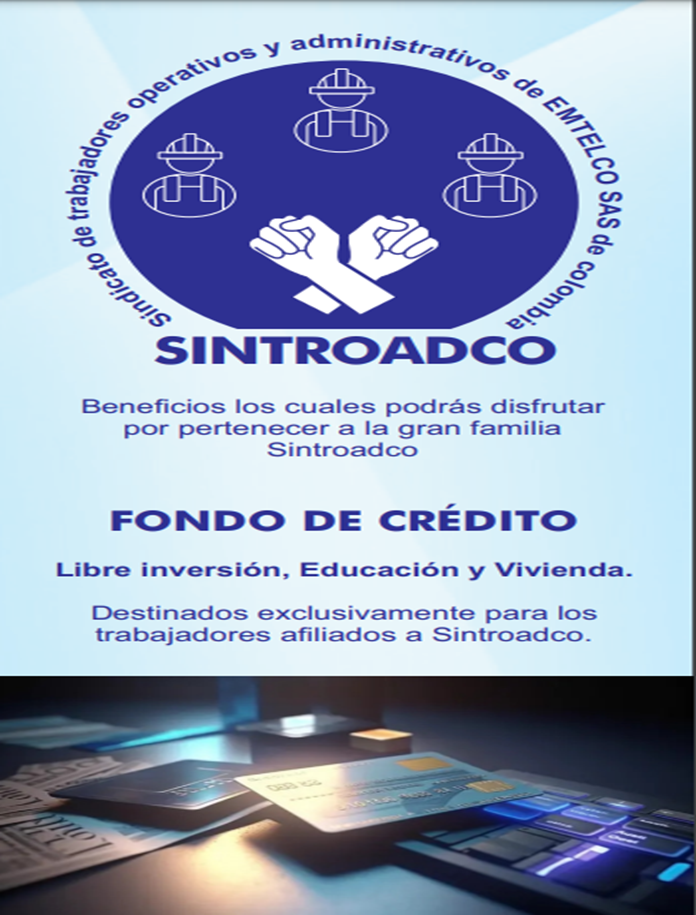 Sindicato de trabajadores operativos y administrativos de EMTELCO SAS de colombia
SINTROADCO
Beneficios los cuales podrás disfrutar
por pertenecer a la gran familia
Sintroadco
FONDO DE CRÉDITO
Libre inversión, Educación y Vivienda.
Destinados exclusivamente para los
trabajadores afiliados a Sintroadco.